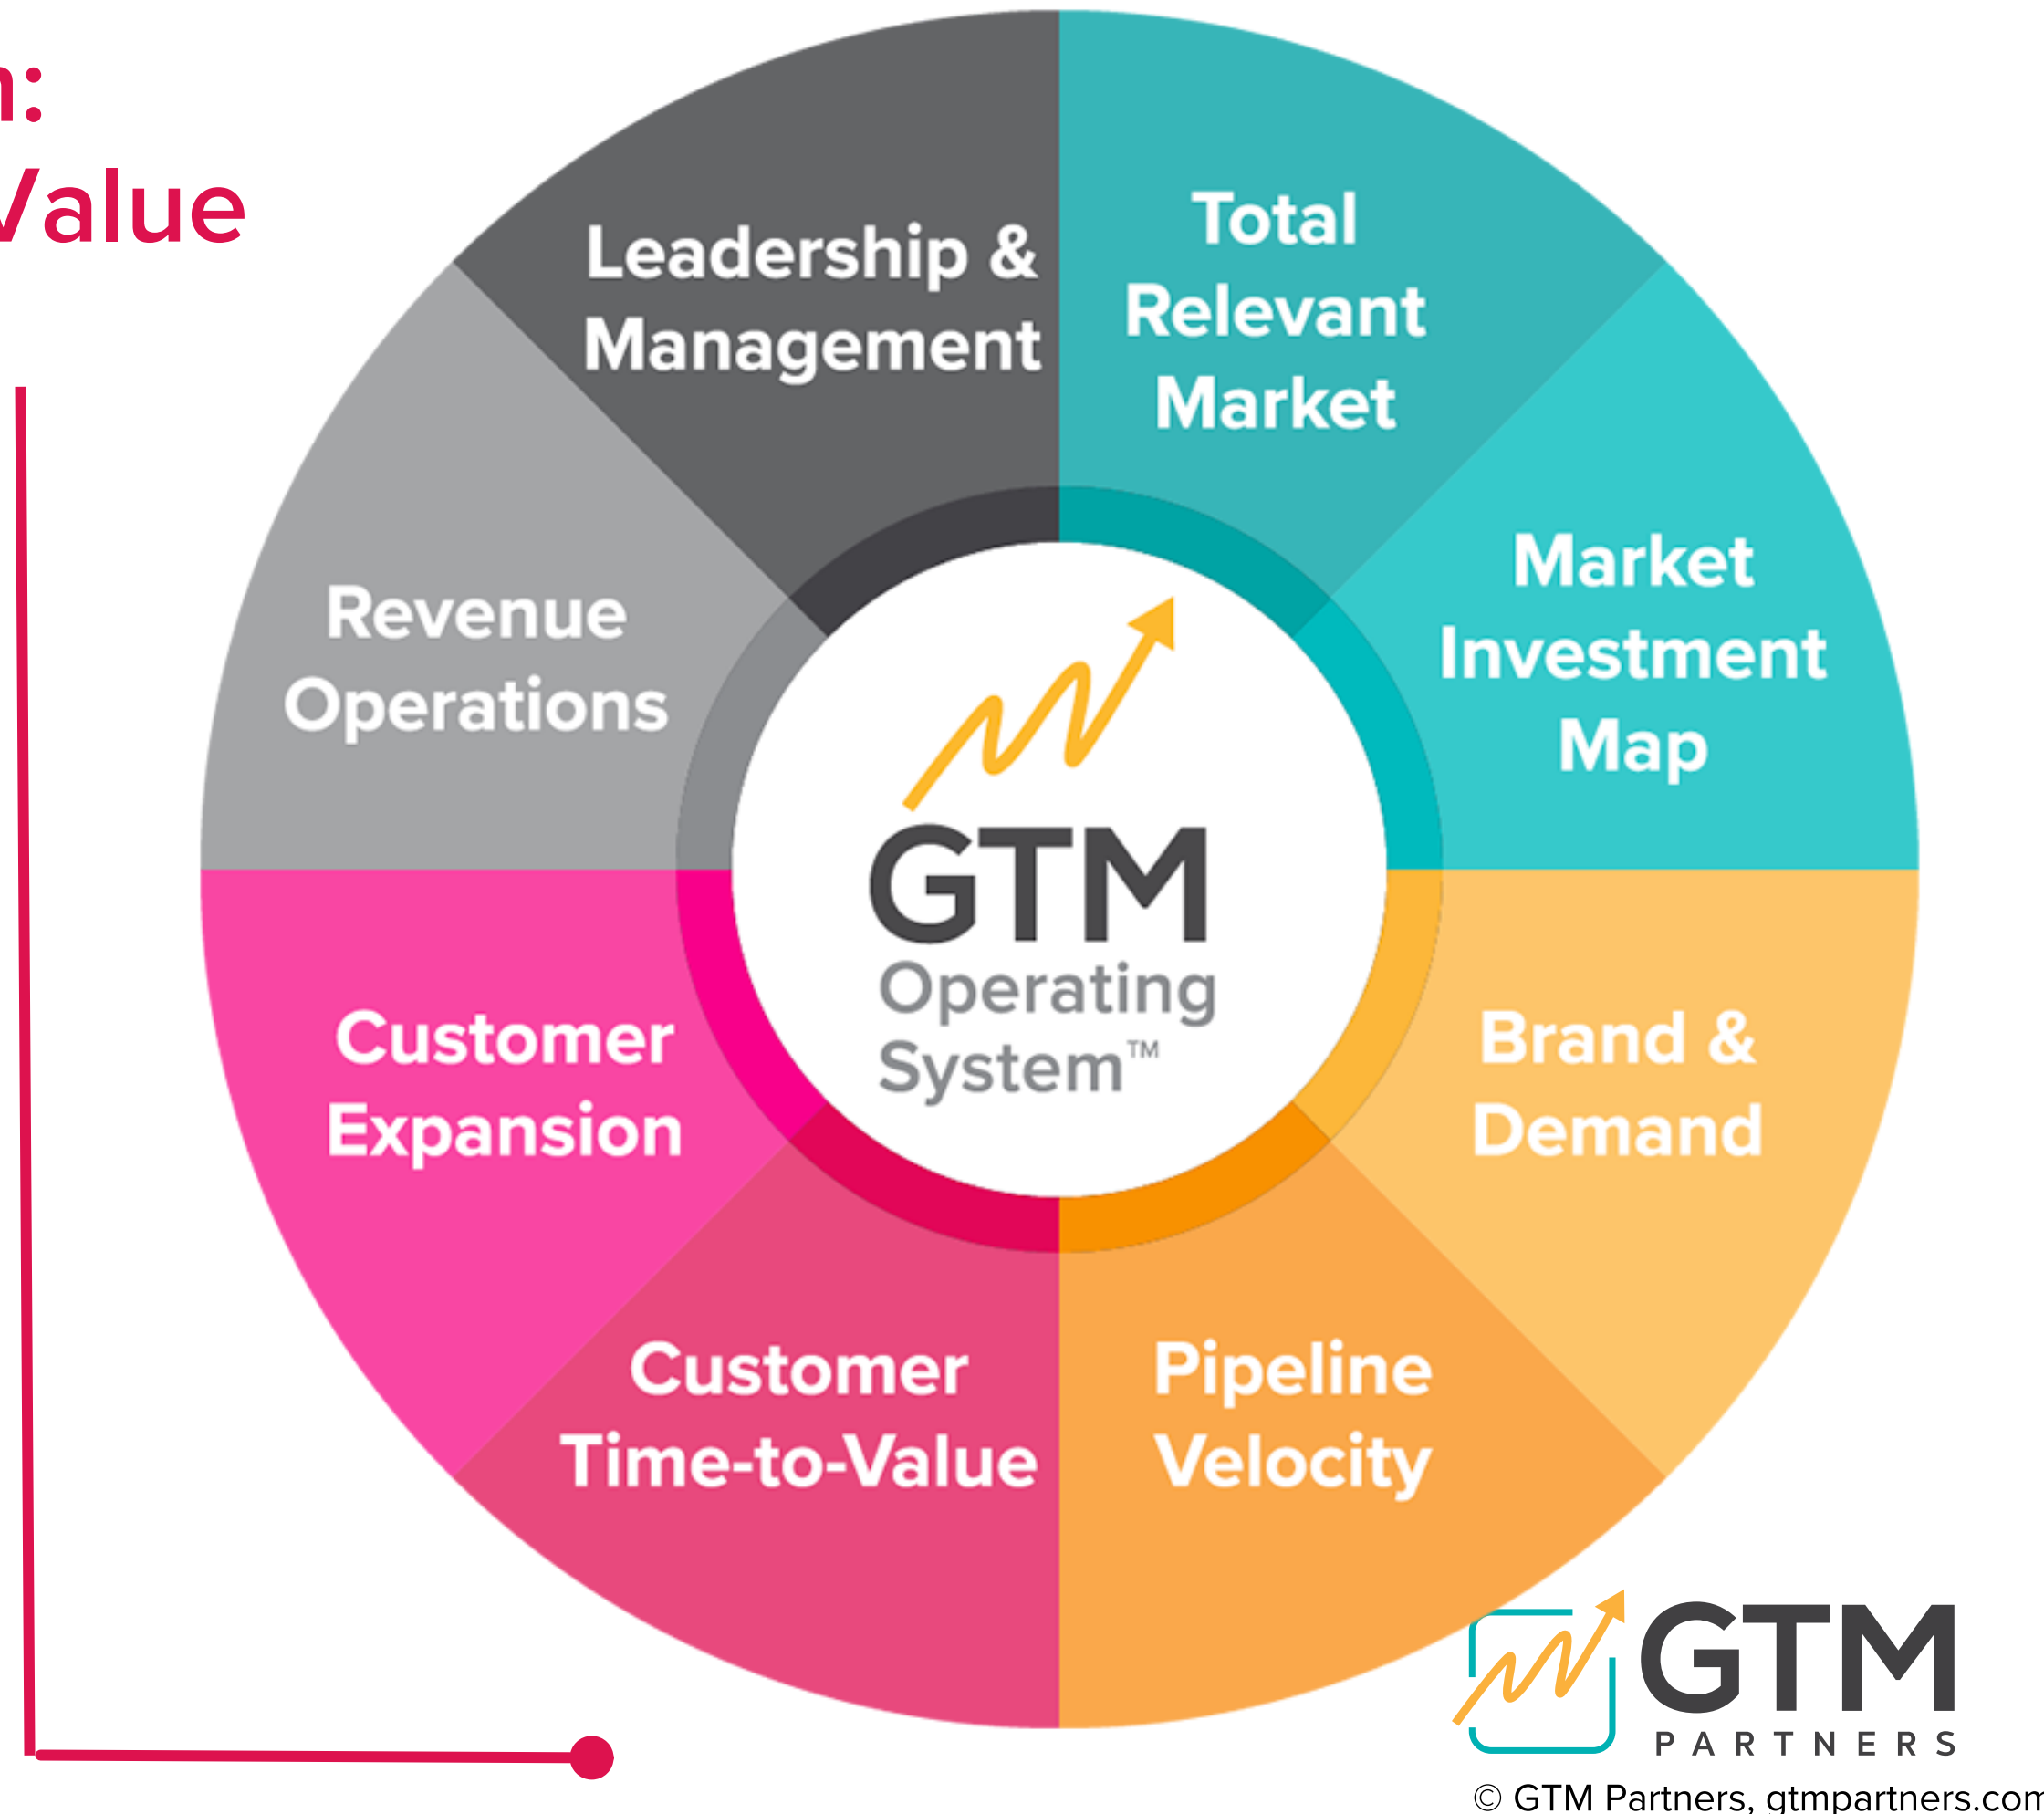 n:
Value
Leadership &
Management
Total
Relevant
Market
Market
Investment
Map
Revenue
Operations
GTM
Operating
System™
Customer
Expansion
Brand &
Demand
Customer
Time-to-Value
Pipeline
Velocity
GTM
PARTNERS
© GTM Partners, gtmpartners.com